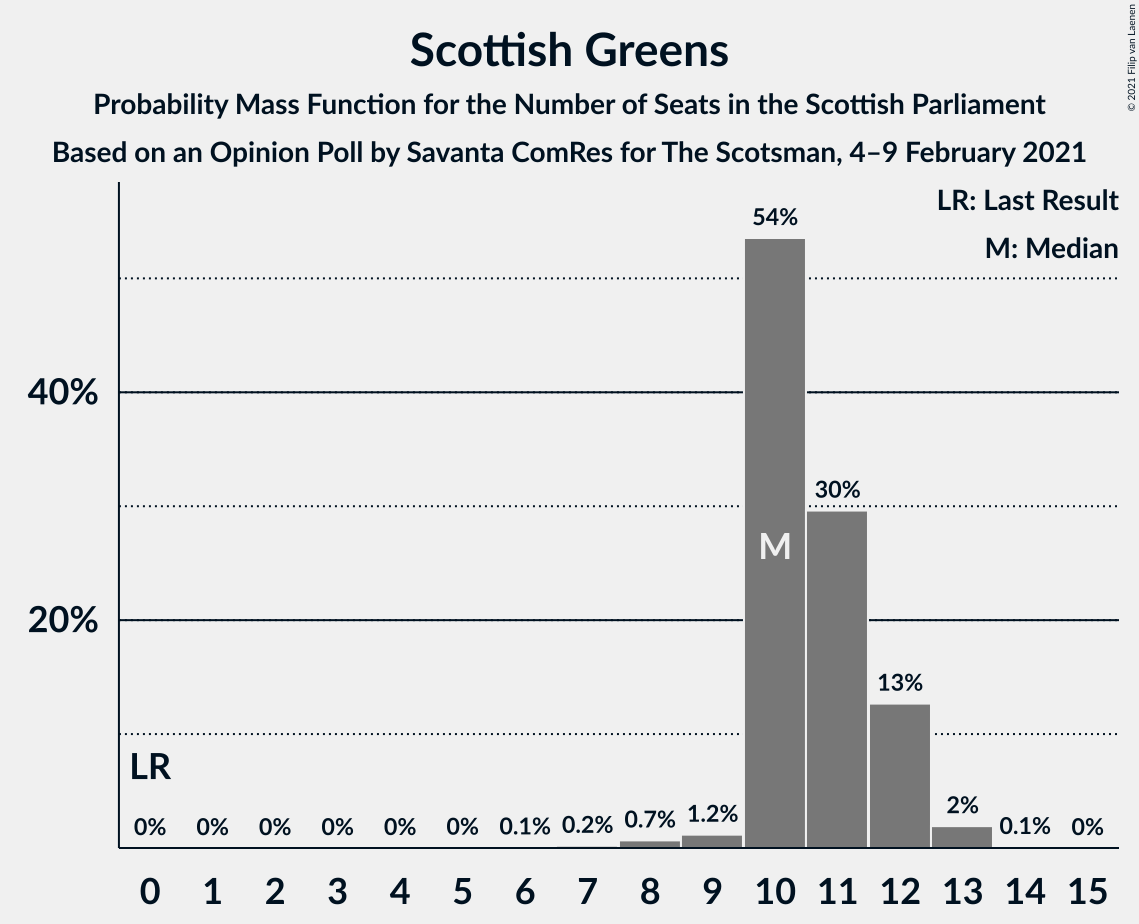 © 2021 Filip van Laenen
Scottish Greens
Probability Mass Function for the Number of Seats in the Scottish Parliament
Based on an Opinion Poll by Savanta ComRes for The Scotsman, 4–9 February 2021
LR: Last Result
M: Median
54%
40%
30%
M
20%
13%
LR
0% 0% 0% 0% 0% 0% 0.1% 0.2% 0.7% 1.2% 2% 0.1% 0%
0 1 2 3 4 5 6 7 8 9 10 11 12 13 14 15